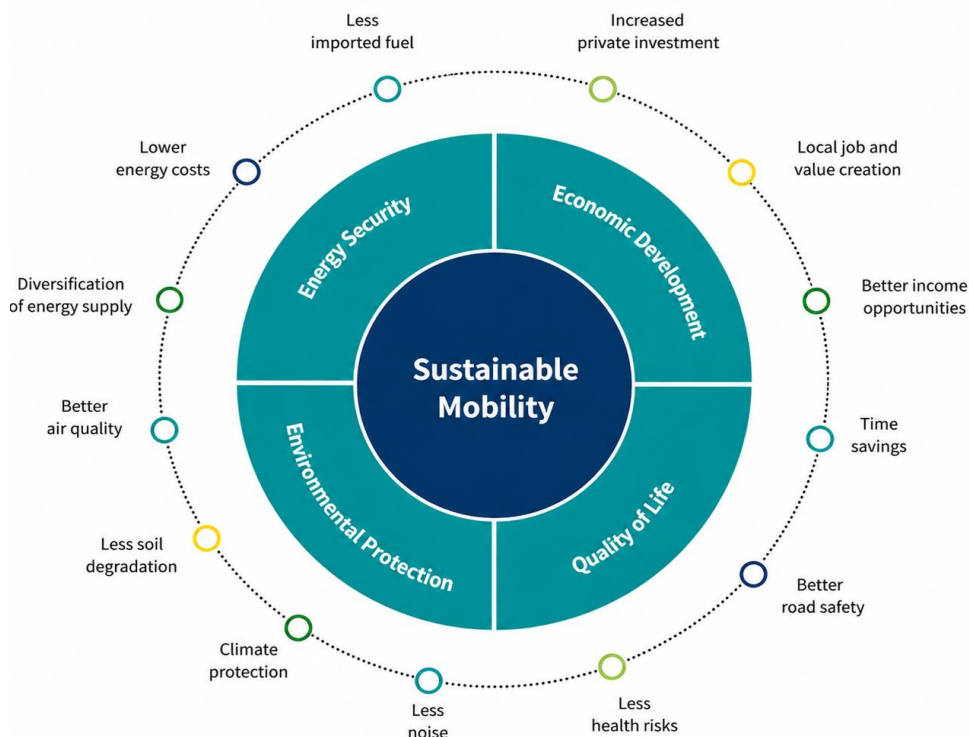 Less
imported fuel
Increased
private investment
Lower
energy costs
Local job and
value creation
Energy Security
Economic Development
Diversification
of energy supply
Better income
opportunities
Sustainable
Mobility
Better
air quality
Time
savings
Environmental Protection
Quality of Life
Less soil
degradation
Better
road safety
Climate
protection
Less
noise
Less
health risks